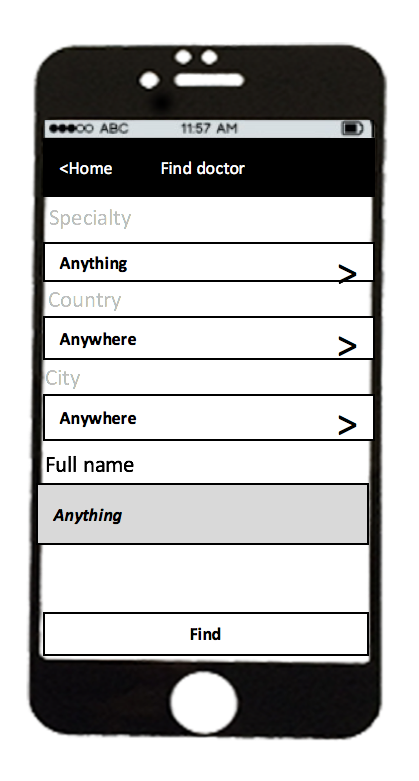 ABC 11:57 AM
<Home Find doctor
Specialty
Anything >
Country
Anywhere >
City
Anywhere >
Full name
Anything
Find